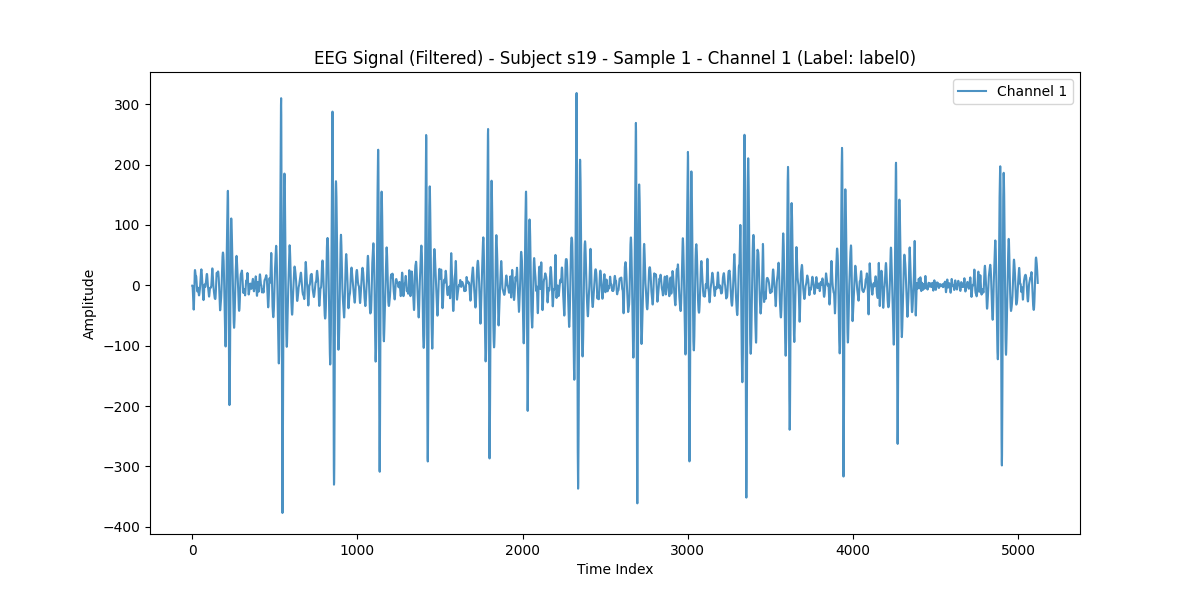 EEG Signal (Filtered) - Subject s19 - Sample 1 - Channel 1 (Label: label0)
Channel 1
300
200
100
0
−100
−200
−300
−400
Amplitude
0 1000 2000 3000 4000 5000
Time Index